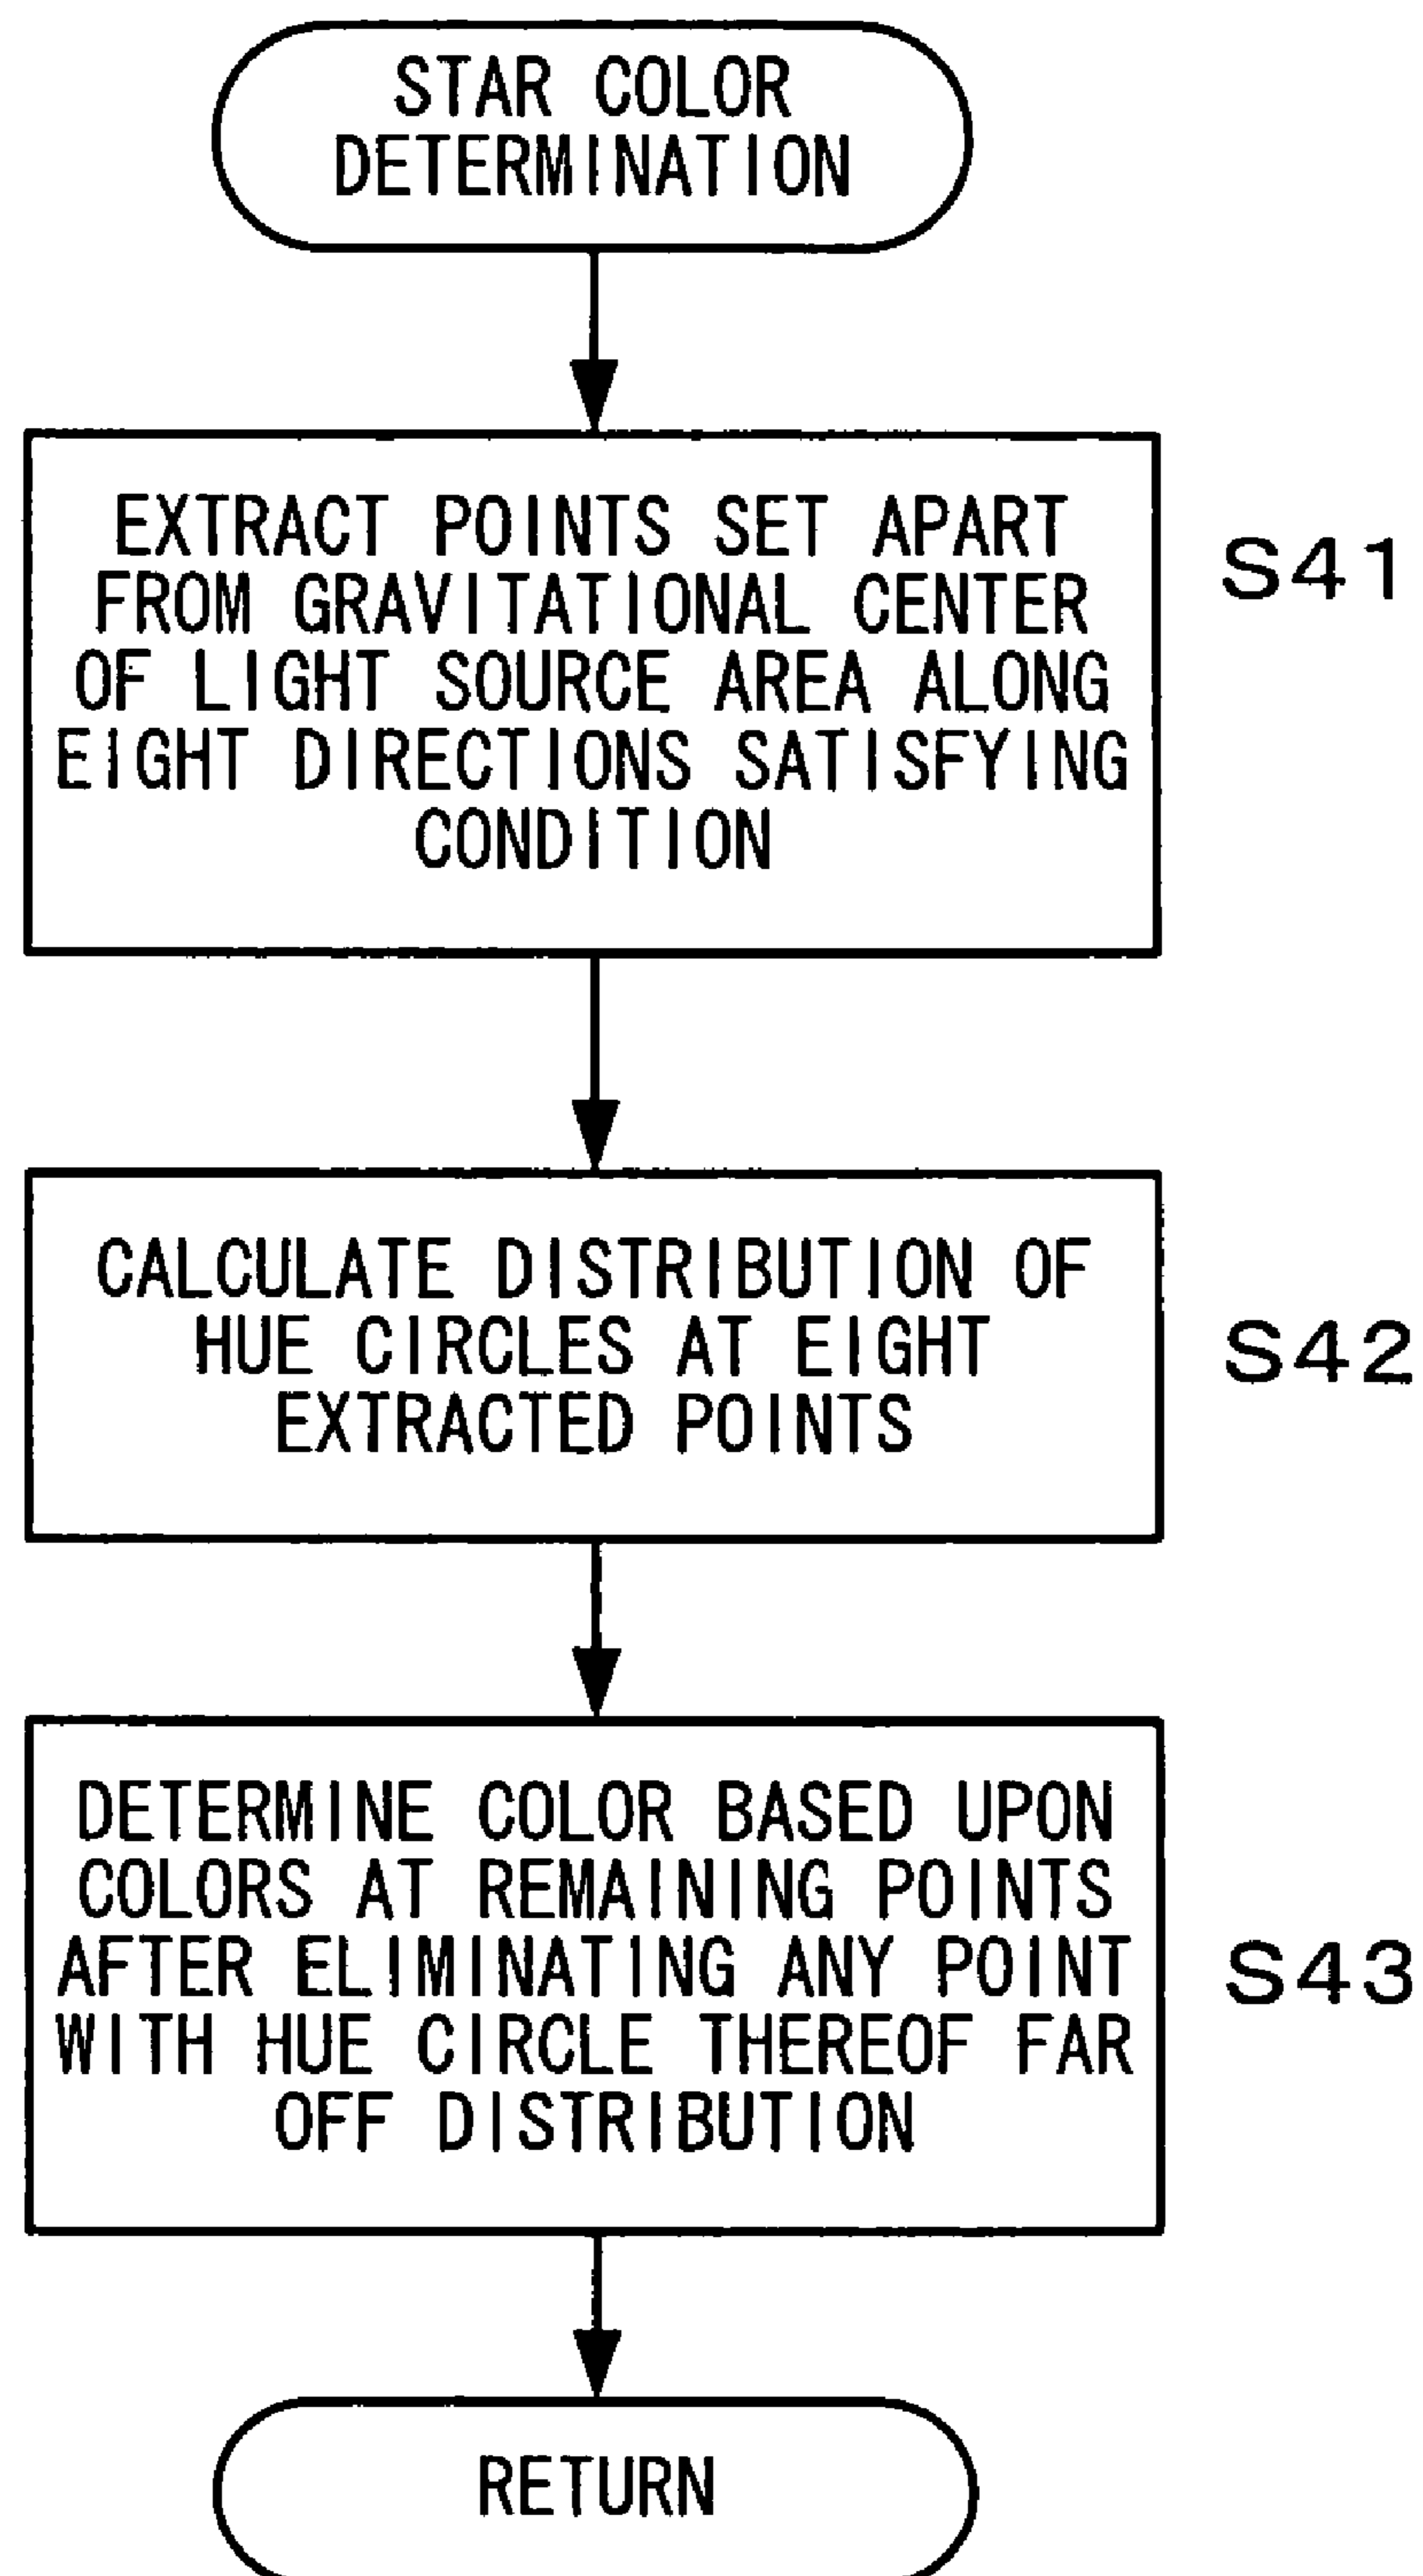 STAR COLOR
DETERMINATION
EXTRACT POINTS SET APART
FROM GRAVITATIONAL CENTER
OF LIGHT SOURCE AREA ALONG
EIGHT DIRECTIONS SATISFYING
CONDITION
S41
CALCULATE DISTRIBUTION OF
HUE CIRCLES AT EIGHT
EXTRACTED POINTS
S42
DETERMINE COLOR BASED UPON
COLORS AT REMAINING POINTS
AFTER ELIMINATING ANY POINT
WITH HUE CIRCLE THEREOF FAR
OFF DISTRIBUTION
S43
RETURN